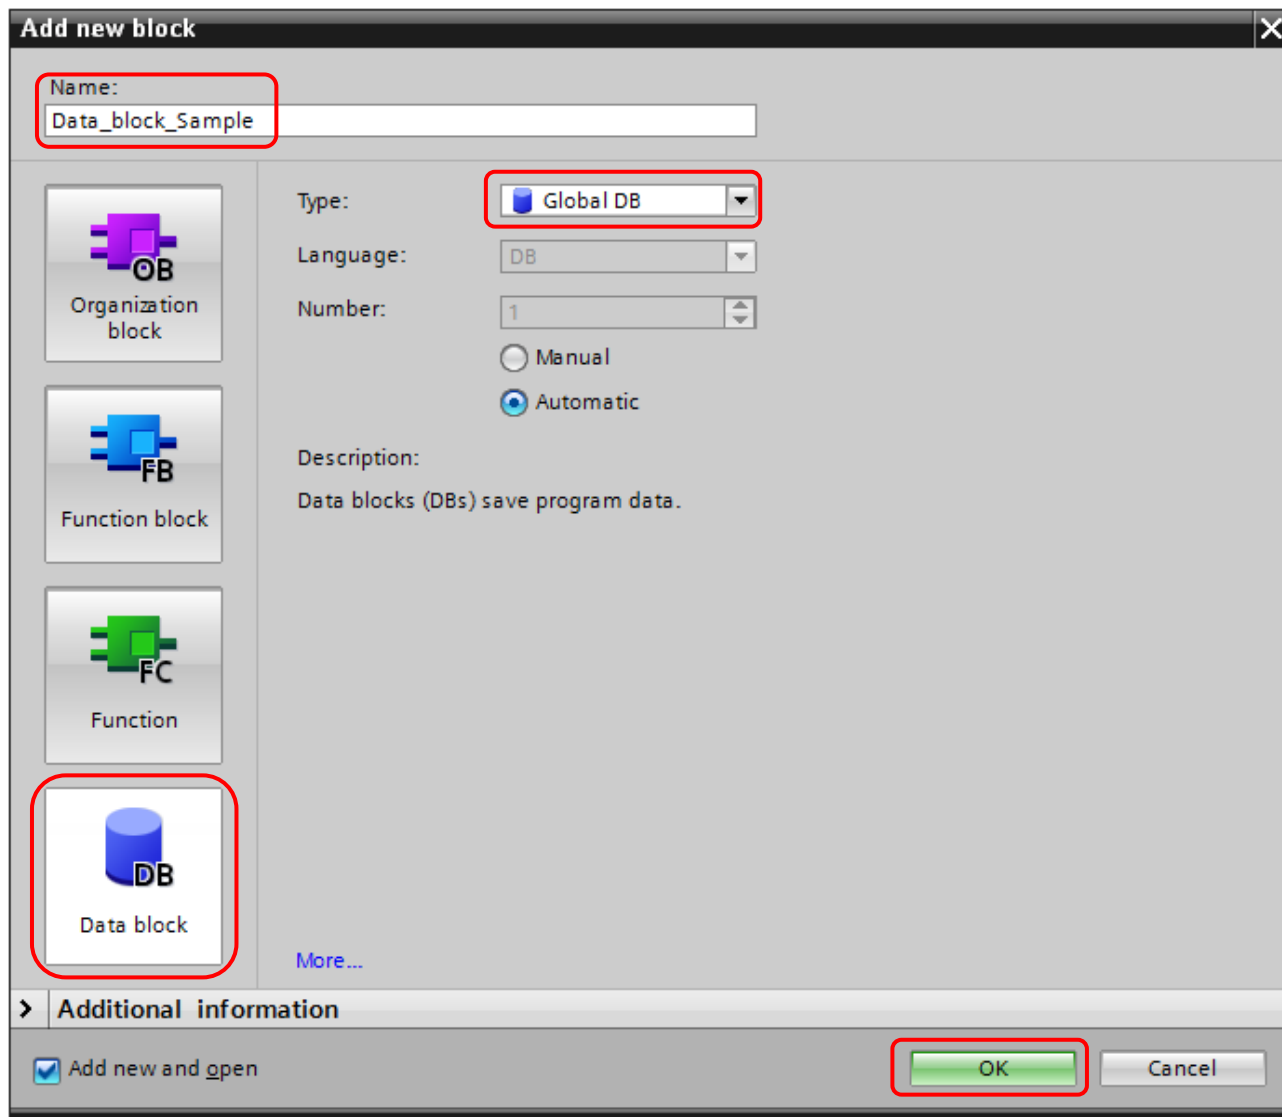 Add new block
Name:
Data_block_Sample
OB
Organization
block
FB
Function block
FC
Function
DB
Data block
Type:
Global DB
Language:
DB
Number:
1
Manual
Automatic
Description:
Data blocks (DBs) save program data.
More...
Additional information
Add new and open
OK
Cancel